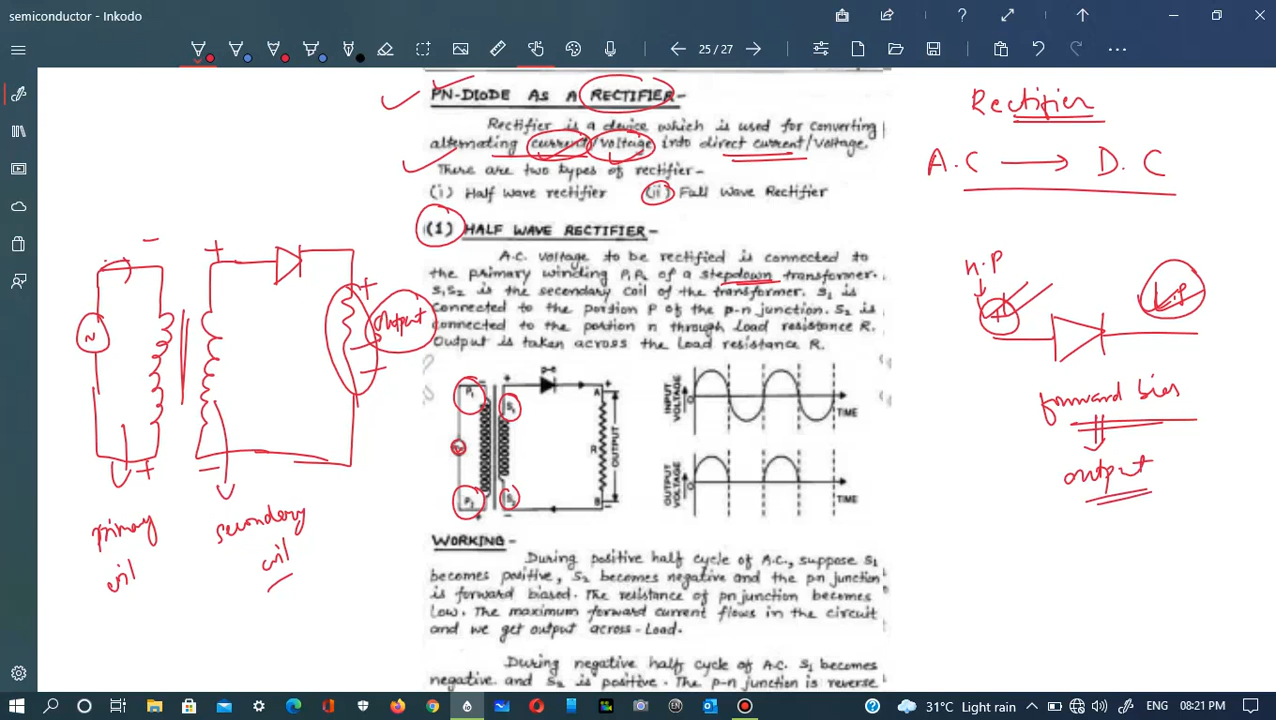 semiconductor - Inkodo
25 / 27
PN-DIODE AS A RECTIFIER-
Rectifier is a device which is used for converting
alternating current/voltage into direct current/voltage.
There are two types of rectifier-
(i) Half wave rectifier (ii) Full Wave Rectifier
(1) HALF WAVE RECTIFIER-
A.C. voltage to be rectified is connected to
the primary winding P1P2 of a stepdown transformer.
S1S2 is the secondary coil of the transformer. S1 is
connected to the portion P of the p-n junction. S2 is
connected to the portion n through Load resistance R.
Output is taken across the Load resistance R.
P1
P2
S1
S2
+
-
A
B
R
OUTPUT
INPUT
VOLTAGE
O
TIME
OUTPUT
VOLTAGE
O
TIME
WORKING-
During positive half cycle of A.C., suppose S1
becomes positive, S2 becomes negative and the pn junction
is forward biased. The resistance of pn junction becomes
Low. The maximum forward current flows in the circuit
and we get output across-Load.
During negative half cycle of A.C. S1 becomes
negative and S2 is positive. The p-n junction is reverse
- +
N
+ -
+
output
primary
coil
secondary
coil
Rectifier
A.C → D.C
h.p
L.p
forward bias
output
31°C Light rain
ENG
08:21 PM